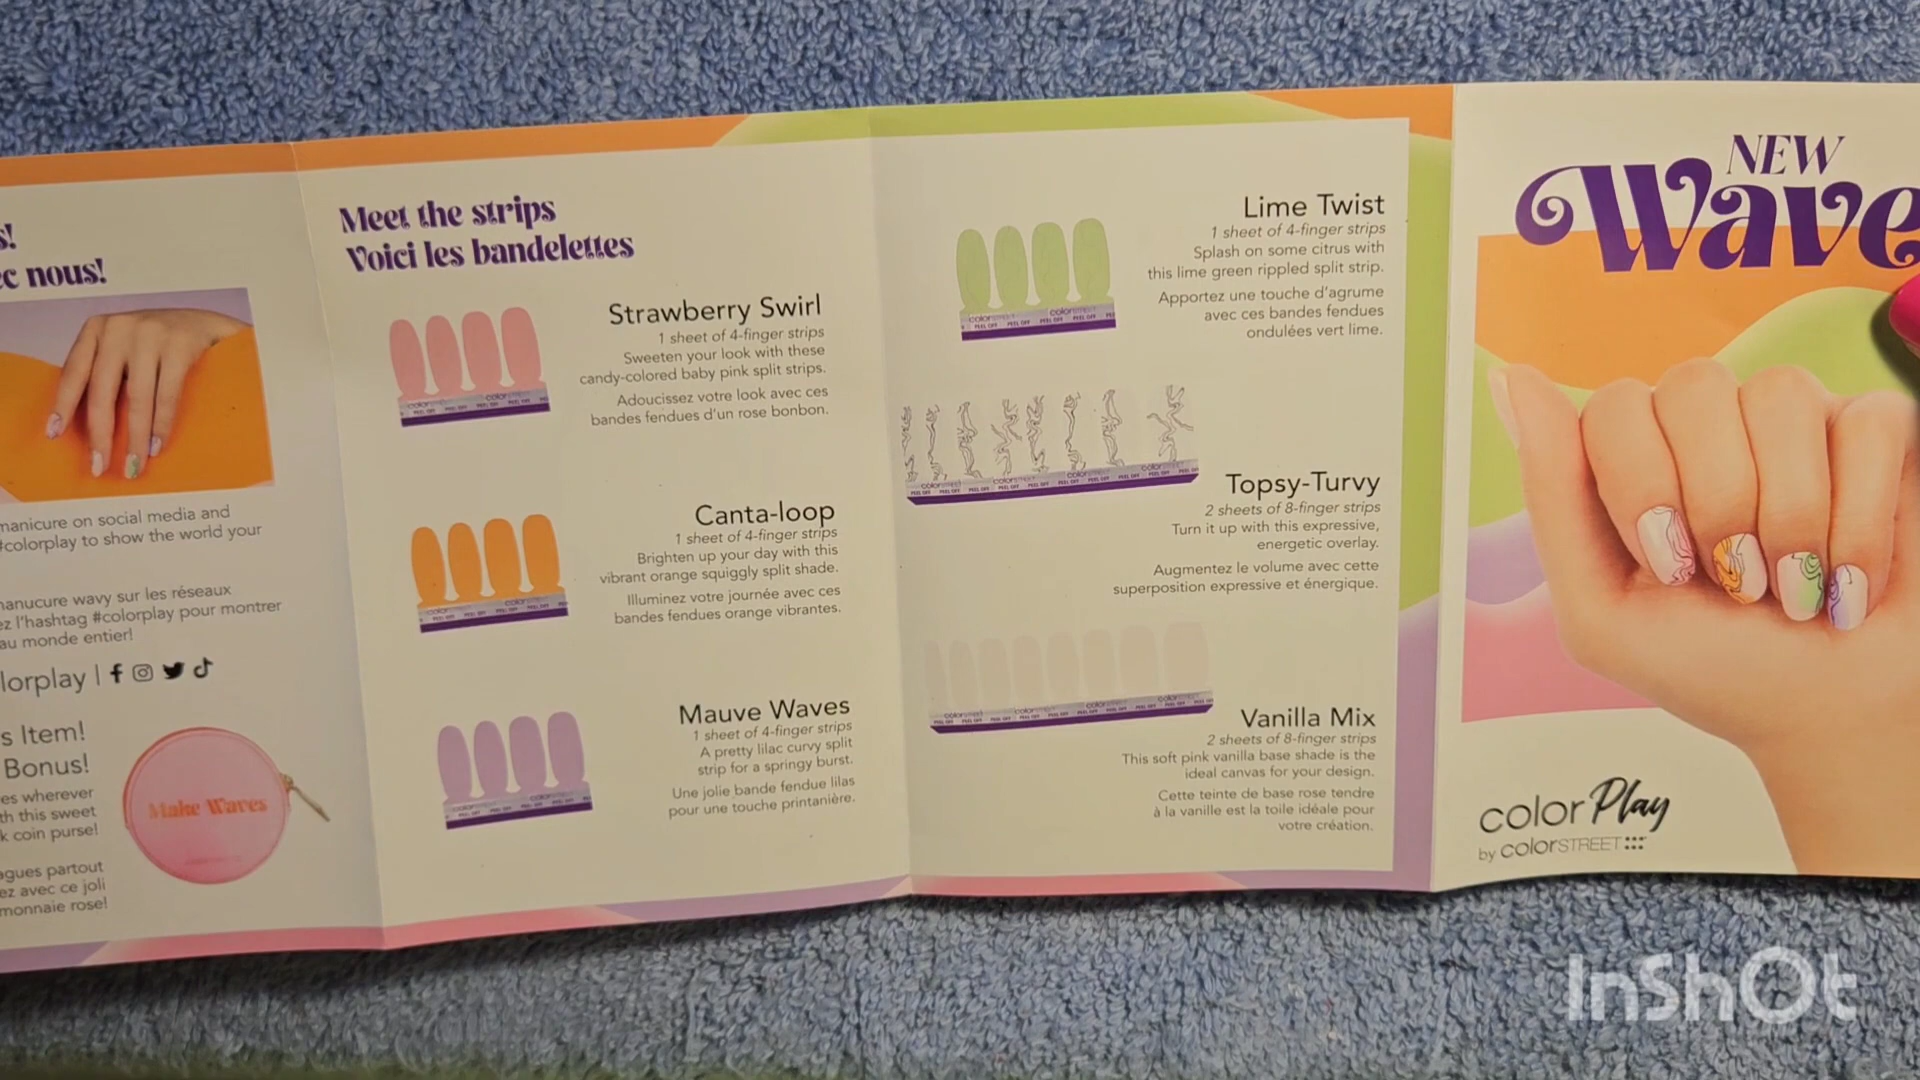 s!
ec nous!
manicure on social media and
#colorplay to show the world your
manucure wavy sur les réseaux
ez l'hashtag #colorplay pour montrer
au monde entier!
lorplay |
s Item!
Bonus!
es wherever
th this sweet
k coin purse!
agues partout
ez avec ce joli
monnaie rose!
Make Waves
Meet the strips
Voici les bandelettes
Strawberry Swirl
1 sheet of 4-finger strips
Sweeten your look with these
candy-colored baby pink split strips.
Adoucissez votre look avec ces
bandes fendues d'un rose bonbon.
Canta-loop
1 sheet of 4-finger strips
Brighten up your day with this
vibrant orange squiggly split shade.
Illuminez votre journée avec ces
bandes fendues orange vibrantes.
Mauve Waves
1 sheet of 4-finger strips
A pretty lilac curvy split
strip for a springy burst.
Une jolie bande fendue lilas
pour une touche printanière.
Lime Twist
1 sheet of 4-finger strips
Splash on some citrus with
this lime green rippled split strip.
Apportez une touche d'agrume
avec ces bandes fendues
ondulées vert lime.
Topsy-Turvy
2 sheets of 8-finger strips
Turn it up with this expressive,
energetic overlay.
Augmentez le volume avec cette
superposition expressive et énergique.
Vanilla Mix
2 sheets of 8-finger strips
This soft pink vanilla base shade is the
ideal canvas for your design.
Cette teinte de base rose tendre
à la vanille est la toile idéale pour
votre création.
NEW
Wave
color Play
by colorSTREET
InShOt